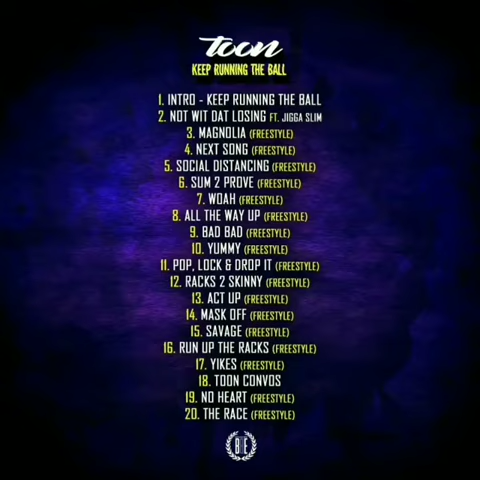 toon
KEEP RUNNING THE BALL
1. INTRO - KEEP RUNNING THE BALL
2. NOT WIT DAT LOSING FT. JIGGA SLIM
3. MAGNOLIA (FREESTYLE)
4. NEXT SONG (FREESTYLE)
5. SOCIAL DISTANCING (FREESTYLE)
6. SUM 2 PROVE (FREESTYLE)
7. WOAH (FREESTYLE)
8. ALL THE WAY UP (FREESTYLE)
9. BAD BAD (FREESTYLE)
10. YUMMY (FREESTYLE)
11. POP, LOCK & DROP IT (FREESTYLE)
12. RACKS 2 SKINNY (FREESTYLE)
13. ACT UP (FREESTYLE)
14. MASK OFF (FREESTYLE)
15. SAVAGE (FREESTYLE)
16. RUN UP THE RACKS (FREESTYLE)
17. YIKES (FREESTYLE)
18. TOON CONVOS
19. NO HEART (FREESTYLE)
20. THE RACE (FREESTYLE)